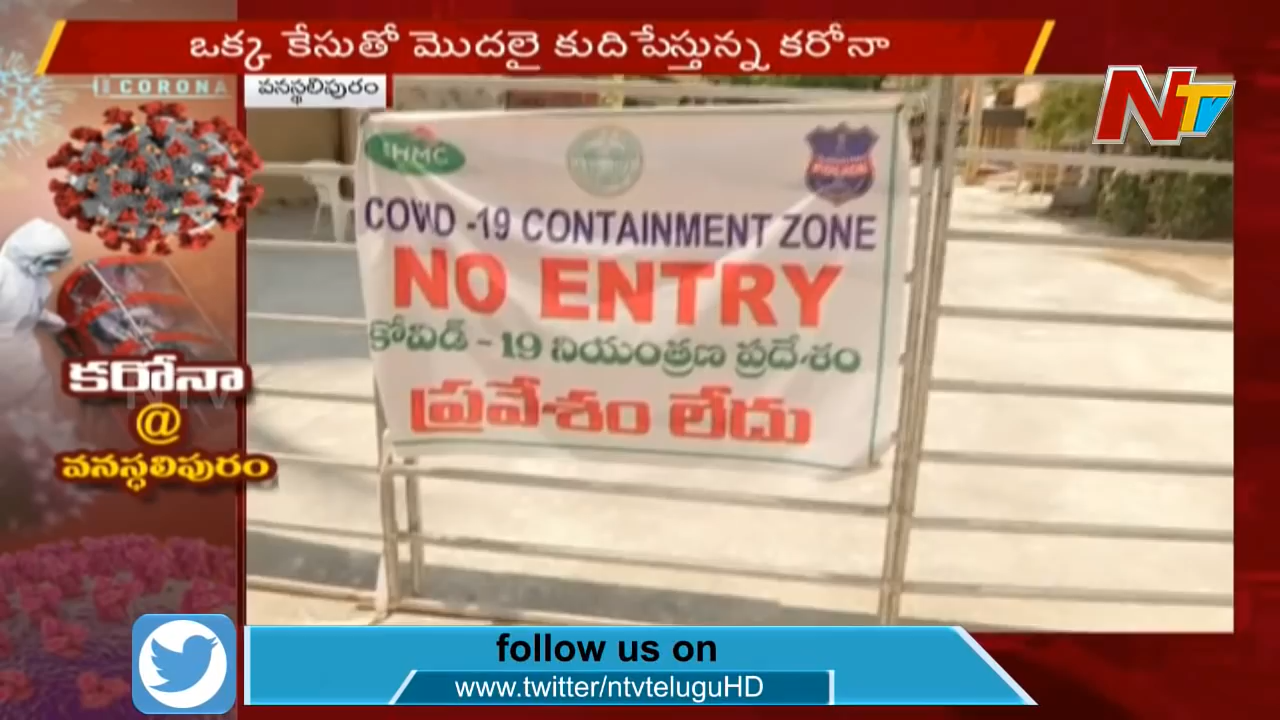 ఒక్క కేసుతో మొదలై కుదిపేస్తున్న కరోనా
CORONA
వనస్థలిపురం
NTV
COVID -19 CONTAINMENT ZONE
NO ENTRY
కోవిడ్ - 19 నియంత్రణ ప్రదేశం
ప్రవేశం లేదు
కరోనా
@
వనస్థలిపురం
follow us on
www.twitter/ntvteluguHD